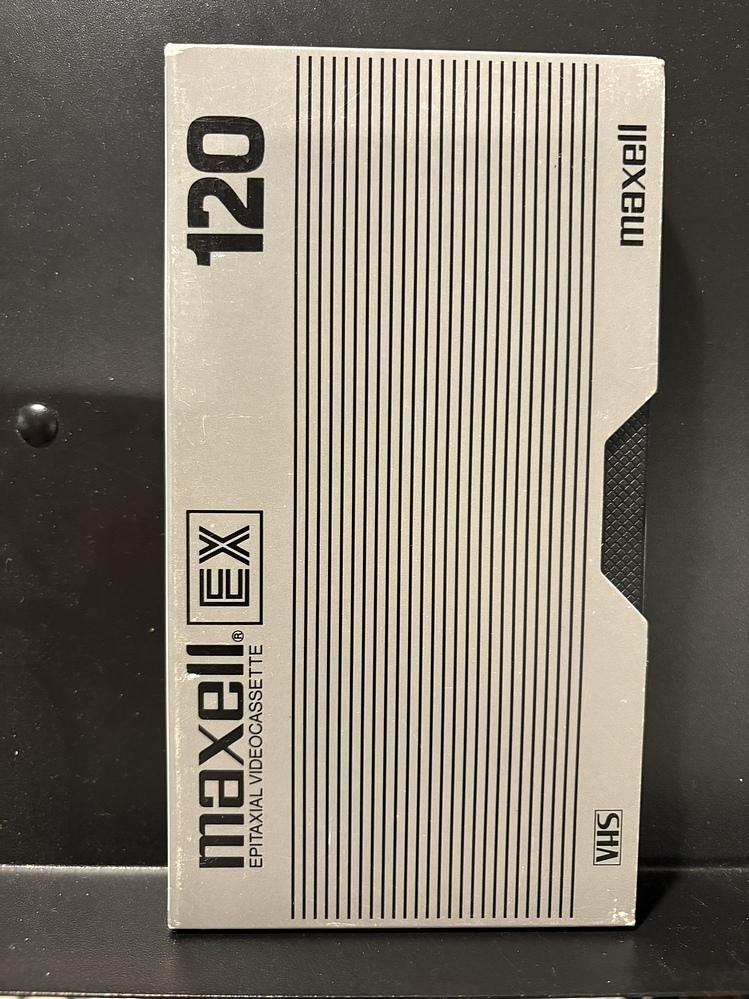 maxell® EX 120
EPITAXIAL VIDEOCASSETTE
VHS maxell